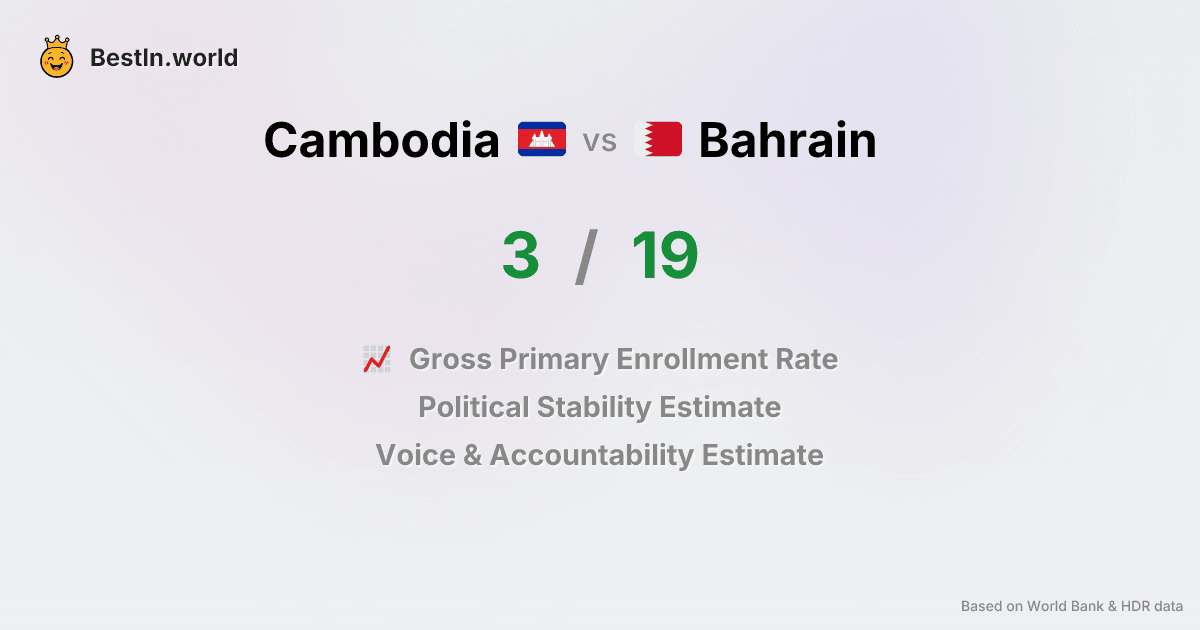 BestIn.world
Cambodia vs Bahrain
3 / 19
Gross Primary Enrollment Rate
Political Stability Estimate
Voice & Accountability Estimate
Based on World Bank & HDR data